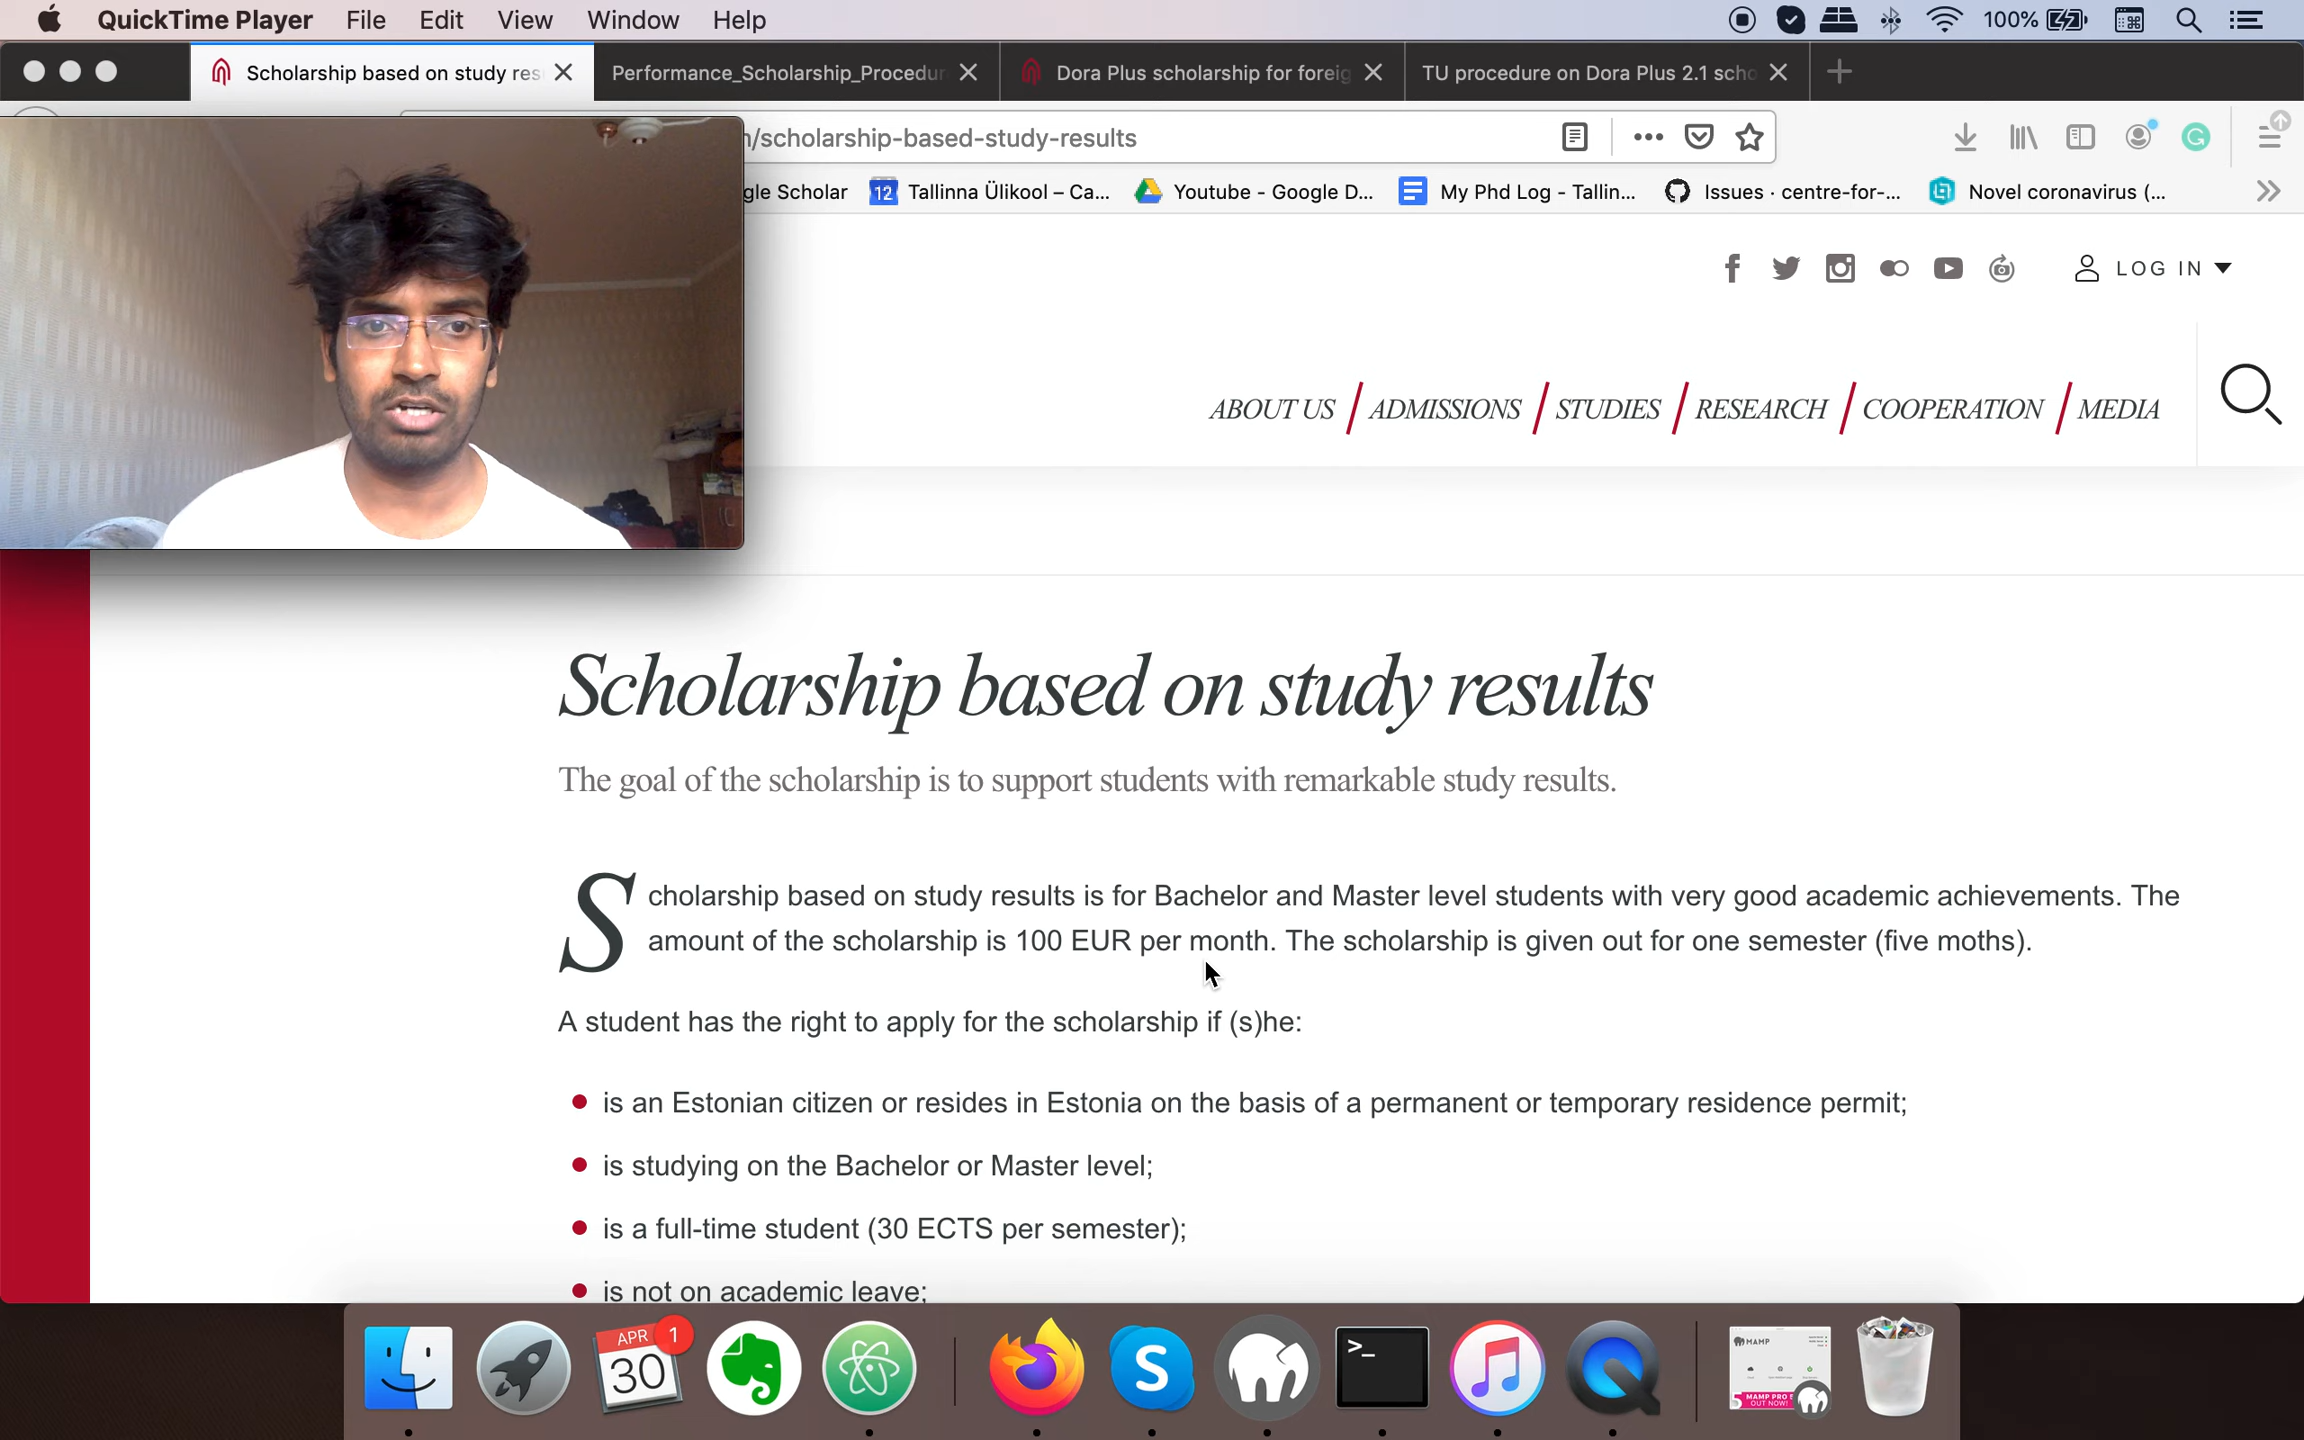 QuickTime Player File Edit View Window Help 100%
Scholarship based on study res
Performance_Scholarship_Procedur
Dora Plus scholarship for foreig
TU procedure on Dora Plus 2.1 scho
/scholarship-based-study-results
gle Scholar
12 Tallinna Ülikool – Ca...
Youtube - Google D...
My Phd Log - Tallin...
Issues · centre-for-...
Novel coronavirus (...
LOG IN
ABOUT US / ADMISSIONS / STUDIES / RESEARCH / COOPERATION / MEDIA
Scholarship based on study results
The goal of the scholarship is to support students with remarkable study results.
Scholarship based on study results is for Bachelor and Master level students with very good academic achievements. The
amount of the scholarship is 100 EUR per month. The scholarship is given out for one semester (five moths).
A student has the right to apply for the scholarship if (s)he:
is an Estonian citizen or resides in Estonia on the basis of a permanent or temporary residence permit;
is studying on the Bachelor or Master level;
is a full-time student (30 ECTS per semester);
is not on academic leave;
APR 1
30
S
>_
MAMP
MAMP PRO 5
OUT NOW!